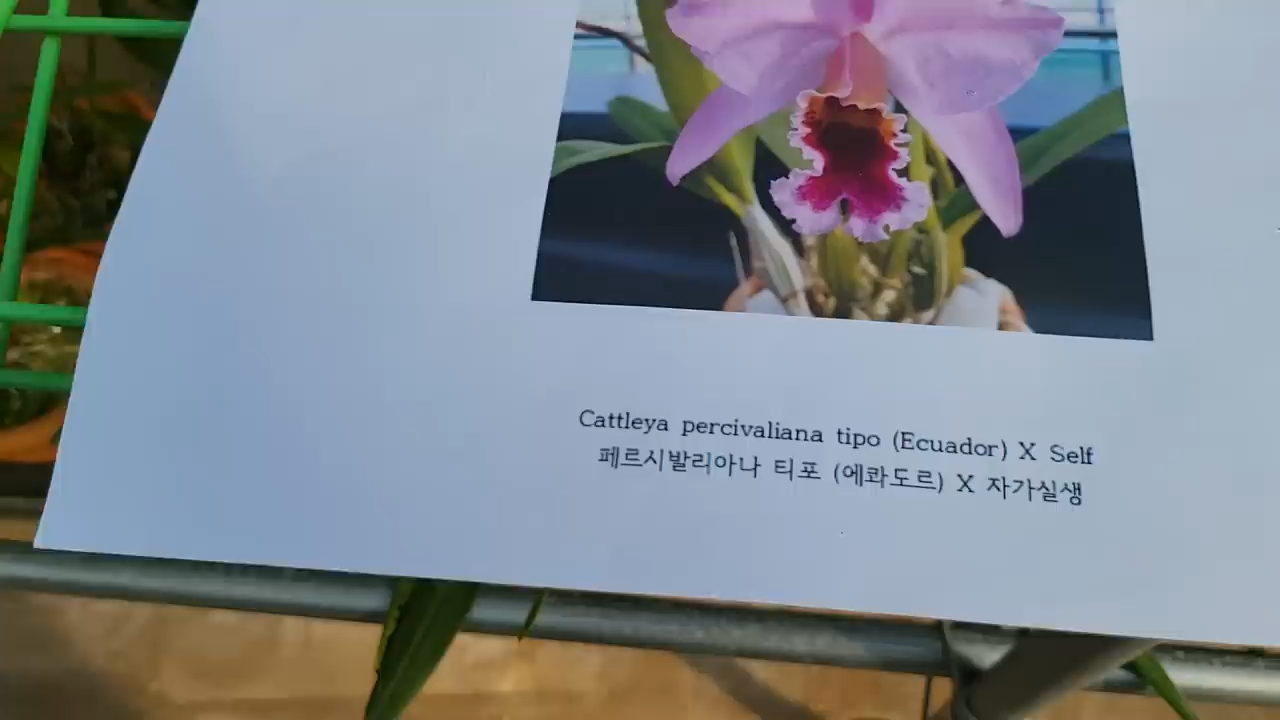 Cattleya percivaliana tipo (Ecuador) X Self
페르시발리아나 티포 (에콰도르) X 자가실생